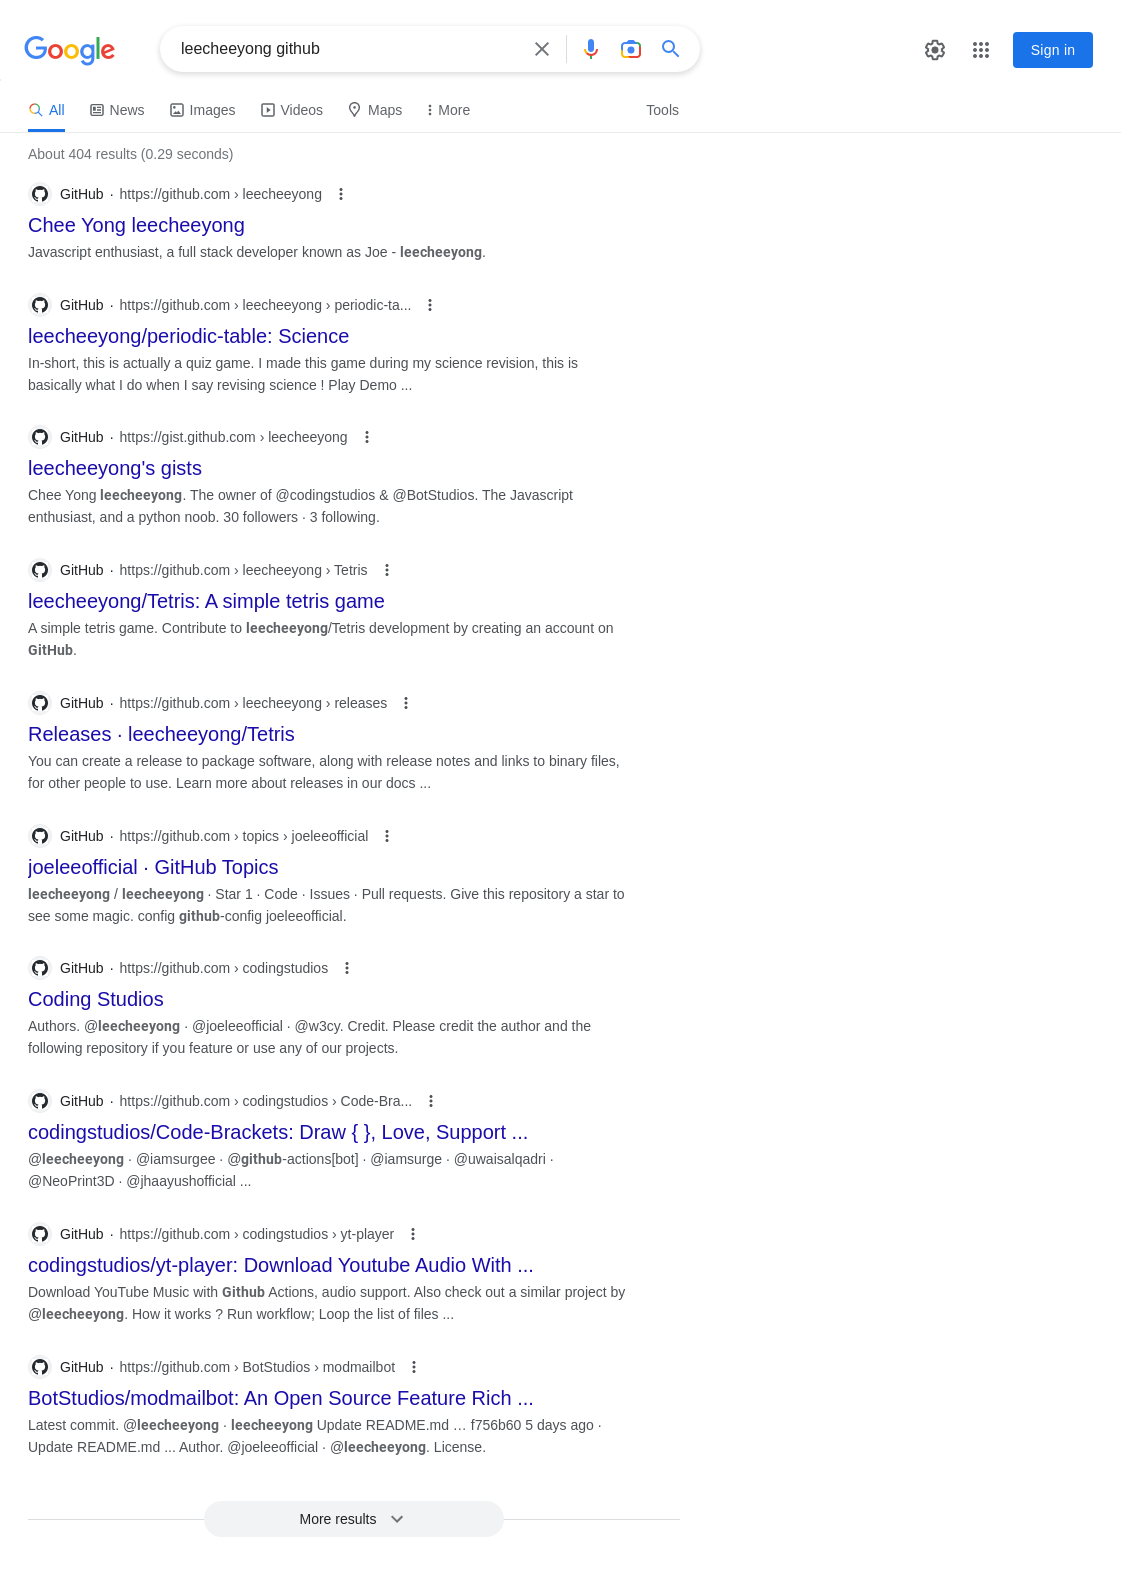 Google
leecheeyong github
Sign in
All News Images Videos Maps More Tools
About 404 results (0.29 seconds)
GitHub · https://github.com › leecheeyong
Chee Yong leecheeyong
Javascript enthusiast, a full stack developer known as Joe - leecheeyong.
GitHub · https://github.com › leecheeyong › periodic-ta...
leecheeyong/periodic-table: Science
In-short, this is actually a quiz game. I made this game during my science revision, this is
basically what I do when I say revising science ! Play Demo ...
GitHub · https://gist.github.com › leecheeyong
leecheeyong's gists
Chee Yong leecheeyong. The owner of @codingstudios & @BotStudios. The Javascript
enthusiast, and a python noob. 30 followers · 3 following.
GitHub · https://github.com › leecheeyong › Tetris
leecheeyong/Tetris: A simple tetris game
A simple tetris game. Contribute to leecheeyong/Tetris development by creating an account on
GitHub.
GitHub · https://github.com › leecheeyong › releases
Releases · leecheeyong/Tetris
You can create a release to package software, along with release notes and links to binary files,
for other people to use. Learn more about releases in our docs ...
GitHub · https://github.com › topics › joeleeofficial
joeleeofficial · GitHub Topics
leecheeyong / leecheeyong · Star 1 · Code · Issues · Pull requests. Give this repository a star to
see some magic. config github-config joeleeofficial.
GitHub · https://github.com › codingstudios
Coding Studios
Authors. @leecheeyong · @joeleeofficial · @w3cy. Credit. Please credit the author and the
following repository if you feature or use any of our projects.
GitHub · https://github.com › codingstudios › Code-Bra...
codingstudios/Code-Brackets: Draw { }, Love, Support ...
@leecheeyong · @iamsurgee · @github-actions[bot] · @iamsurge · @uwaisalqadri ·
@NeoPrint3D · @jhaayushofficial ...
GitHub · https://github.com › codingstudios › yt-player
codingstudios/yt-player: Download Youtube Audio With ...
Download YouTube Music with Github Actions, audio support. Also check out a similar project by
@leecheeyong. How it works ? Run workflow; Loop the list of files ...
GitHub · https://github.com › BotStudios › modmailbot
BotStudios/modmailbot: An Open Source Feature Rich ...
Latest commit. @leecheeyong · leecheeyong Update README.md … f756b60 5 days ago ·
Update README.md ... Author. @joeleeofficial · @leecheeyong. License.
More results